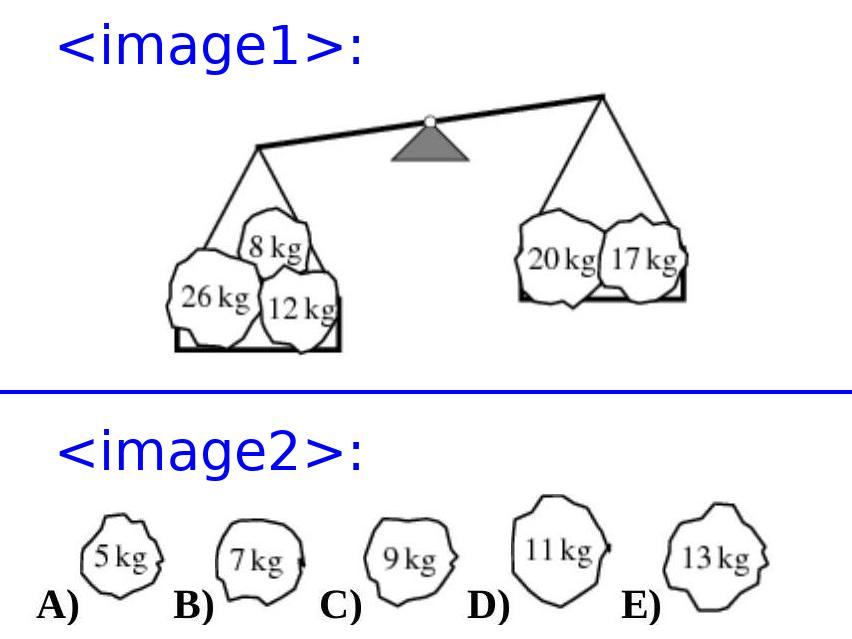 <image1>:
8 kg
26 kg
12 kg
20 kg
17 kg
<image2>:
A) 5 kg B) 7 kg C) 9 kg D) 11 kg E) 13 kg